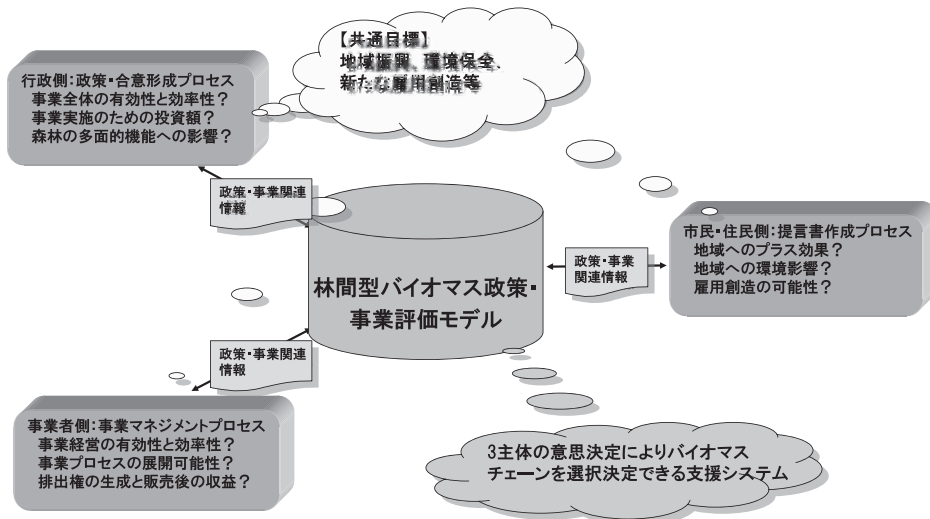 【共通目標】
地域振興、環境保全、
新たな雇用創造等
行政側：政策・合意形成プロセス
事業全体の有効性と効率性？
事業実施のための投資額？
森林の多面的機能への影響？
政策・事業関連
情報
市民・住民側：提言書作成プロセス
地域へのプラス効果？
地域への環境影響？
雇用創造の可能性？
政策・事業
関連情報
林間型バイオマス政策・
事業評価モデル
政策・事業関連
情報
事業者側：事業マネジメントプロセス
事業経営の有効性と効率性？
事業プロセスの展開可能性？
排出権の生成と販売後の収益？
3主体の意思決定によりバイオマス
チェーンを選択決定できる支援システム